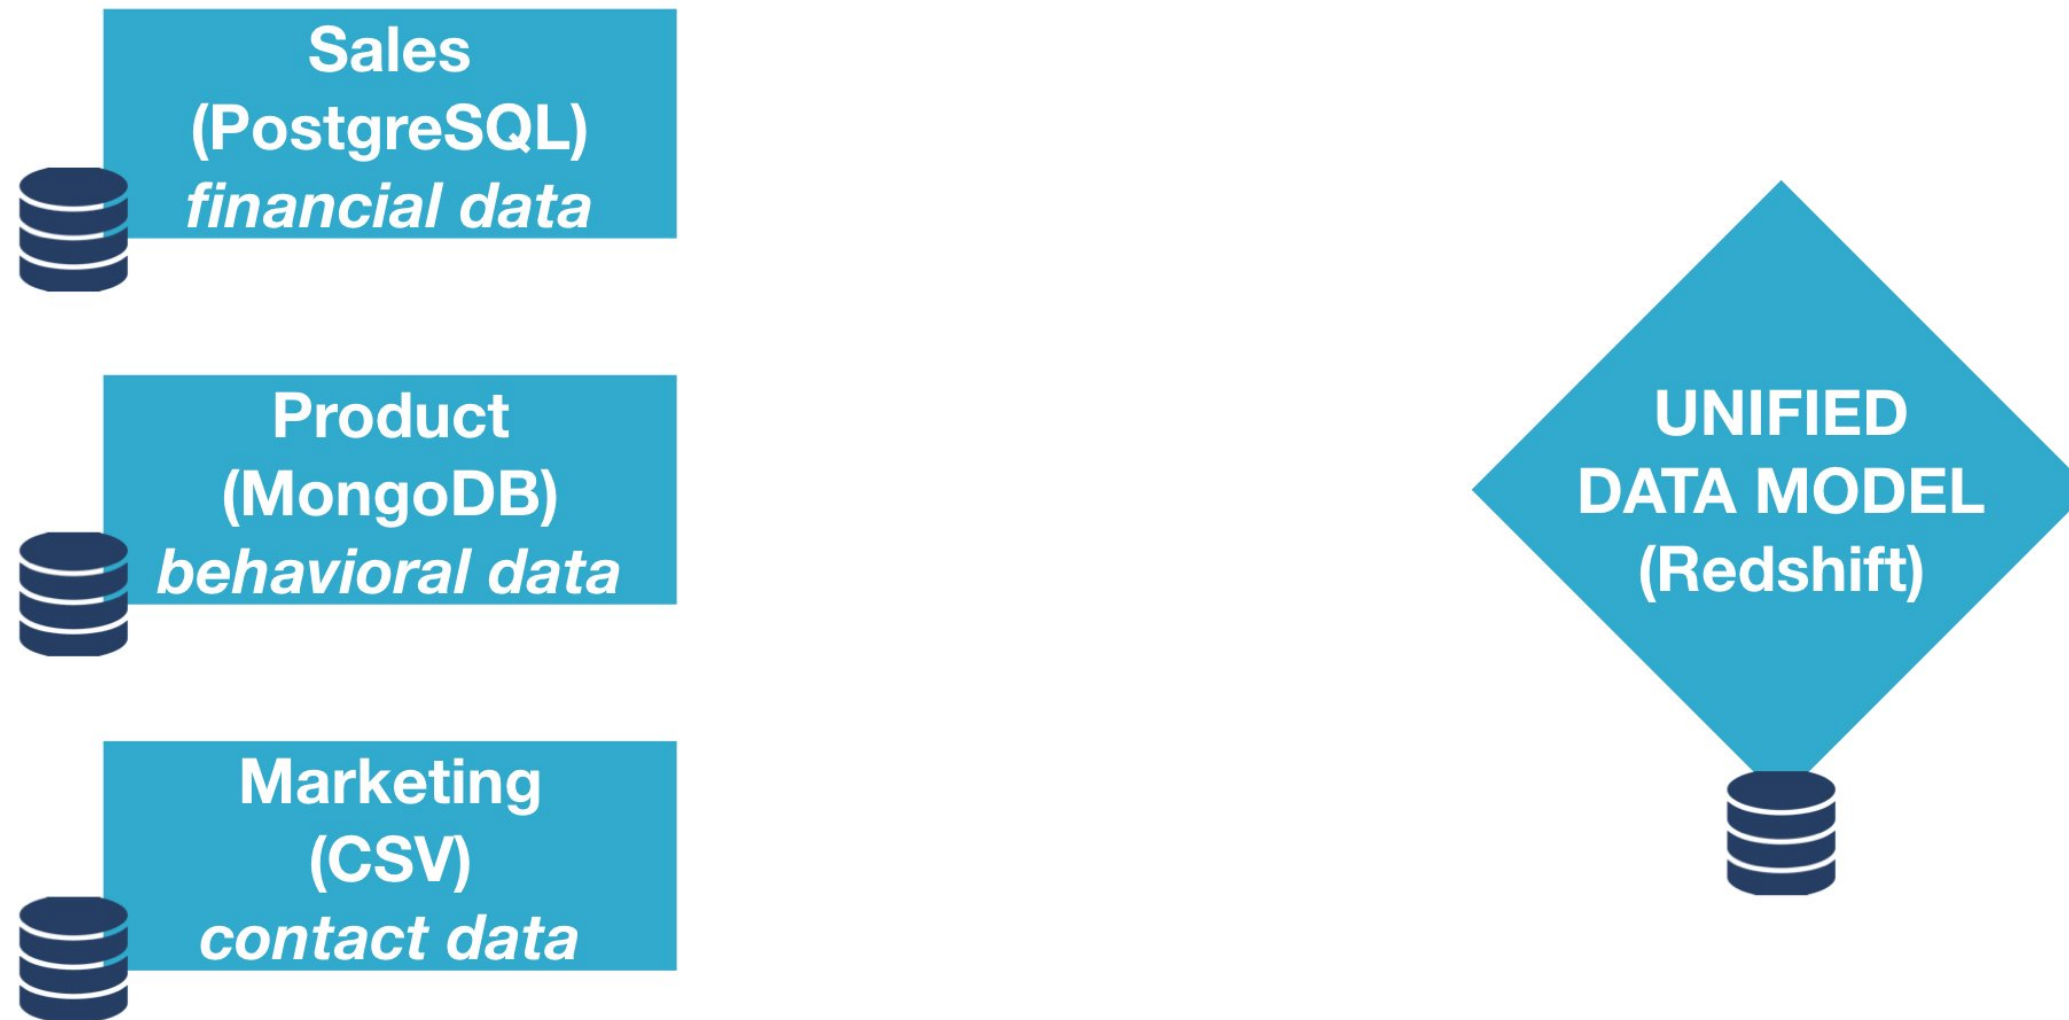 Sales
(PostgreSQL)
financial data
Product
(MongoDB)
behavioral data
Marketing
(CSV)
contact data
UNIFIED
DATA MODEL
(Redshift)